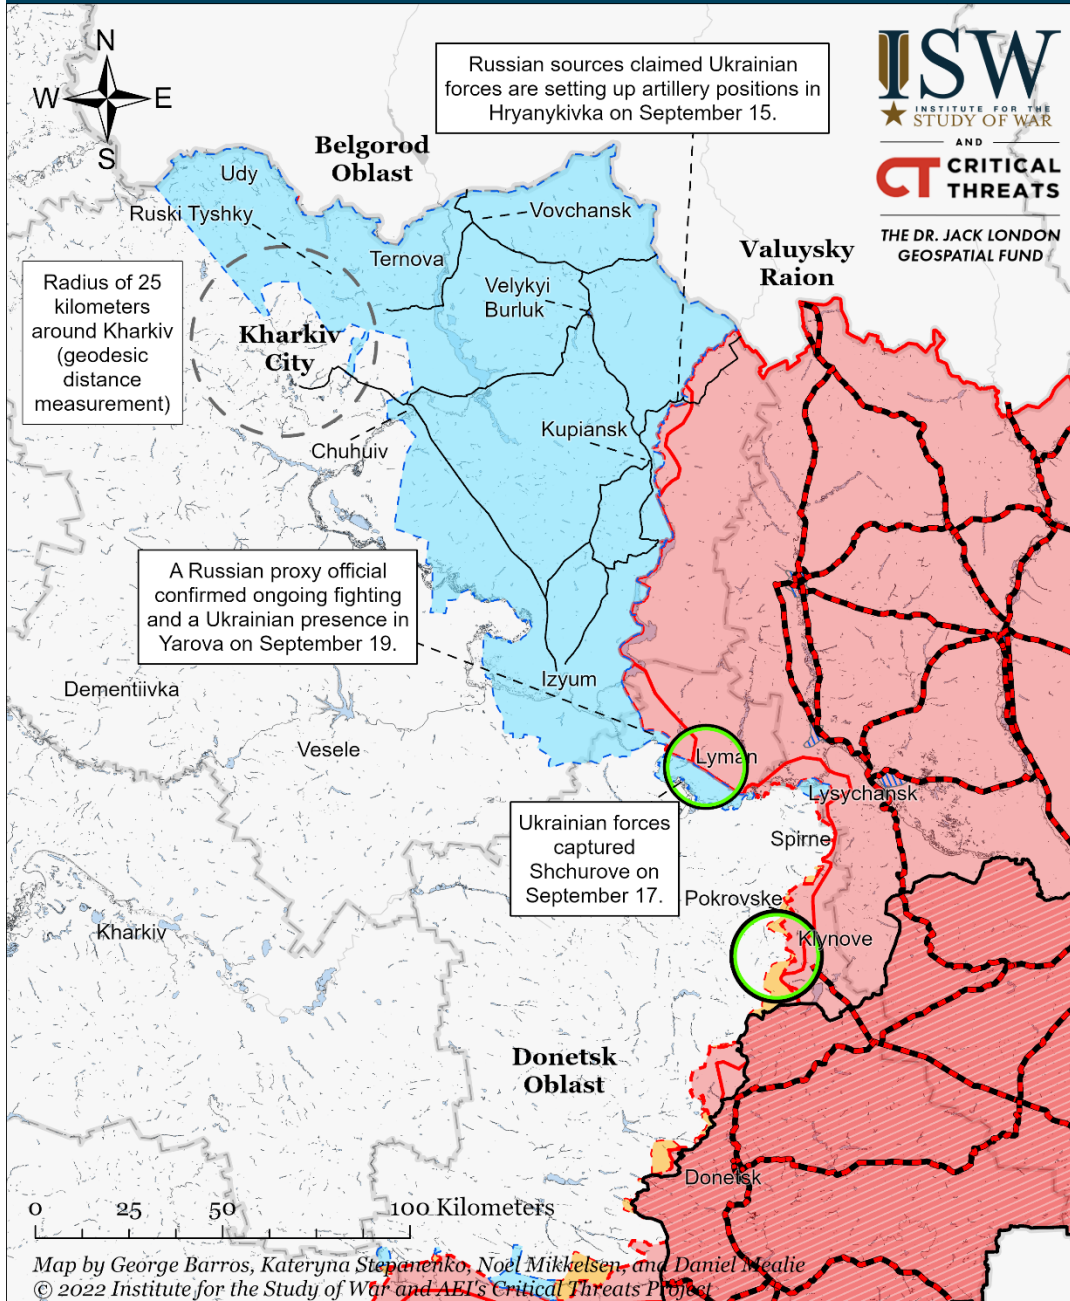 N
W E
S
Russian sources claimed Ukrainian
forces are setting up artillery positions in
Hryanykivka on September 15.
ISW
INSTITUTE FOR THE
STUDY OF WAR
AND
CT CRITICAL
THREATS
THE DR. JACK LONDON
GEOSPATIAL FUND
Belgorod
Oblast
Udy
Ruski Tyshky
Vovchansk
Ternova
Valuysky
Raion
Velykyi
Burluk
Radius of 25
kilometers
around Kharkiv
(geodesic
distance
measurement)
Kharkiv
City
Chuhuiv
Kupiansk
A Russian proxy official
confirmed ongoing fighting
and a Ukrainian presence in
Yarova on September 19.
Izyum
Dementiivka
Vesele
Lyman
Lysychansk
Ukrainian forces
captured
Shchurove on
September 17.
Spirne
Pokrovske
Kharkiv
Klynove
Donetsk
Oblast
Donetsk
0 25 50 100 Kilometers
Map by George Barros, Kateryna Stepanenko, Noel Mikkelsen, and Daniel Mealie
© 2022 Institute for the Study of War and AEI's Critical Threats Project